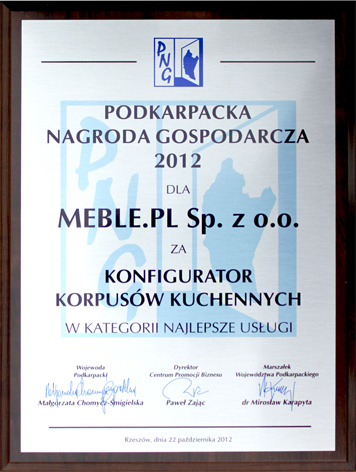 PNG
PODKARPACKA
NAGRODA GOSPODARCZA
2012
DLA
MEBLE.PL Sp. z o.o.
ZA
KONFIGURATOR
KORPUSÓW KUCHENNYCH
W KATEGORII NAJLEPSZE USŁUGI
Wojewoda
Podkarpacki
Małgorzata Chomycz-Śmigielska
Dyrektor
Centrum Promocji Biznesu
Paweł Zając
Marszałek
Województwa Podkarpackiego
dr Mirosław Karapyta
Rzeszów, dnia 22 października 2012